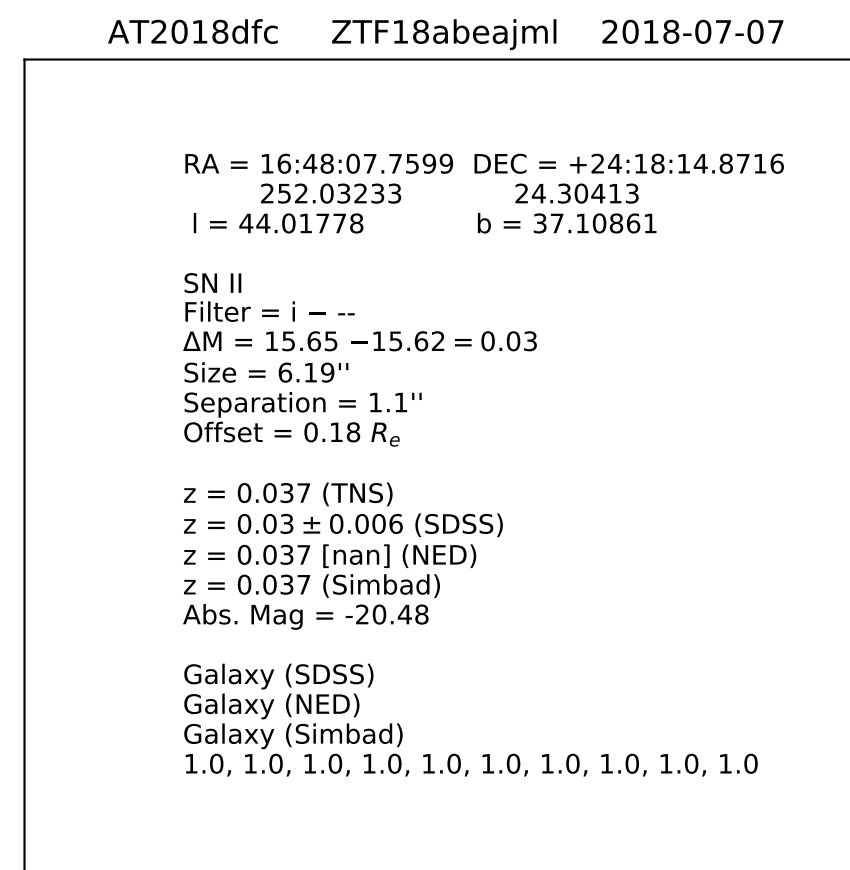 AT2018dfc ZTF18abeajml 2018-07-07
RA = 16:48:07.7599 DEC = +24:18:14.8716
252.03233 24.30413
l = 44.01778 b = 37.10861
SN II
Filter = i − --
ΔM = 15.65 −15.62 = 0.03
Size = 6.19''
Separation = 1.1''
Offset = 0.18 Rₑ
z = 0.037 (TNS)
z = 0.03 ± 0.006 (SDSS)
z = 0.037 [nan] (NED)
z = 0.037 (Simbad)
Abs. Mag = -20.48
Galaxy (SDSS)
Galaxy (NED)
Galaxy (Simbad)
1.0, 1.0, 1.0, 1.0, 1.0, 1.0, 1.0, 1.0, 1.0, 1.0